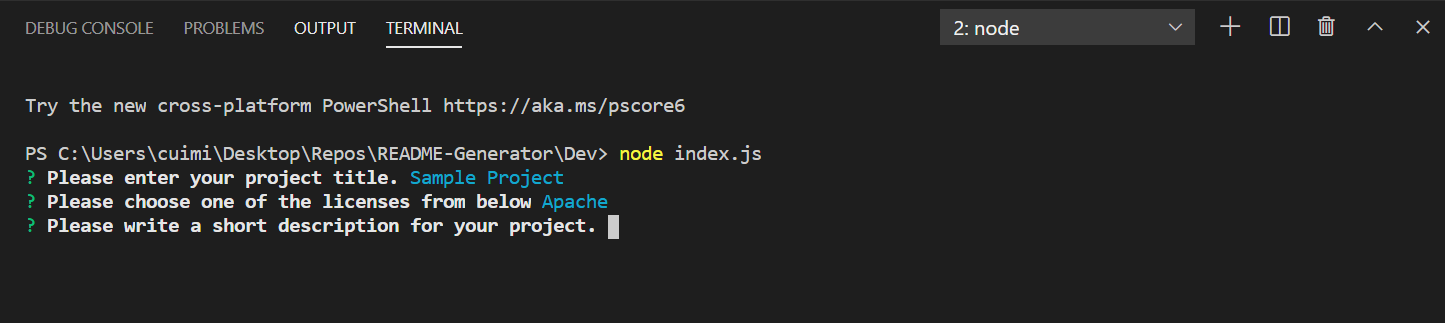 DEBUG CONSOLE PROBLEMS OUTPUT TERMINAL 2: node
Try the new cross-platform PowerShell https://aka.ms/pscore6
PS C:\Users\cuimi\Desktop\Repos\README-Generator\Dev> node index.js
? Please enter your project title. Sample Project
? Please choose one of the licenses from below Apache
? Please write a short description for your project.